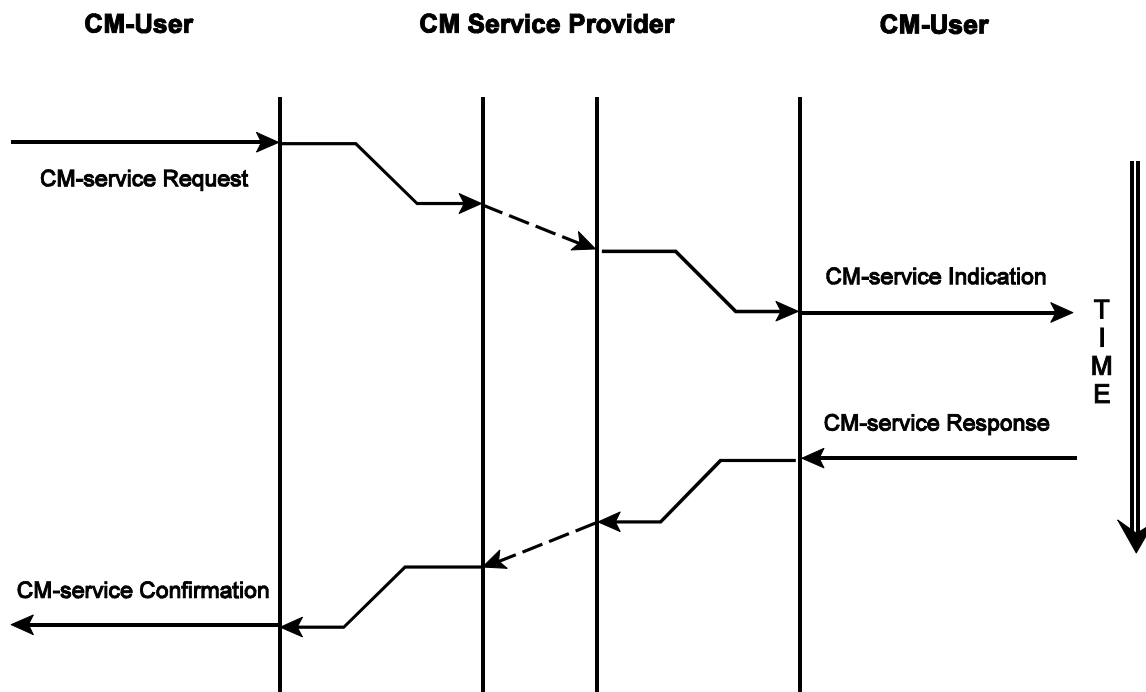 CM-User
CM Service Provider
CM-User
CM-service Request
CM-service Indication
TIME
CM-service Response
CM-service Confirmation